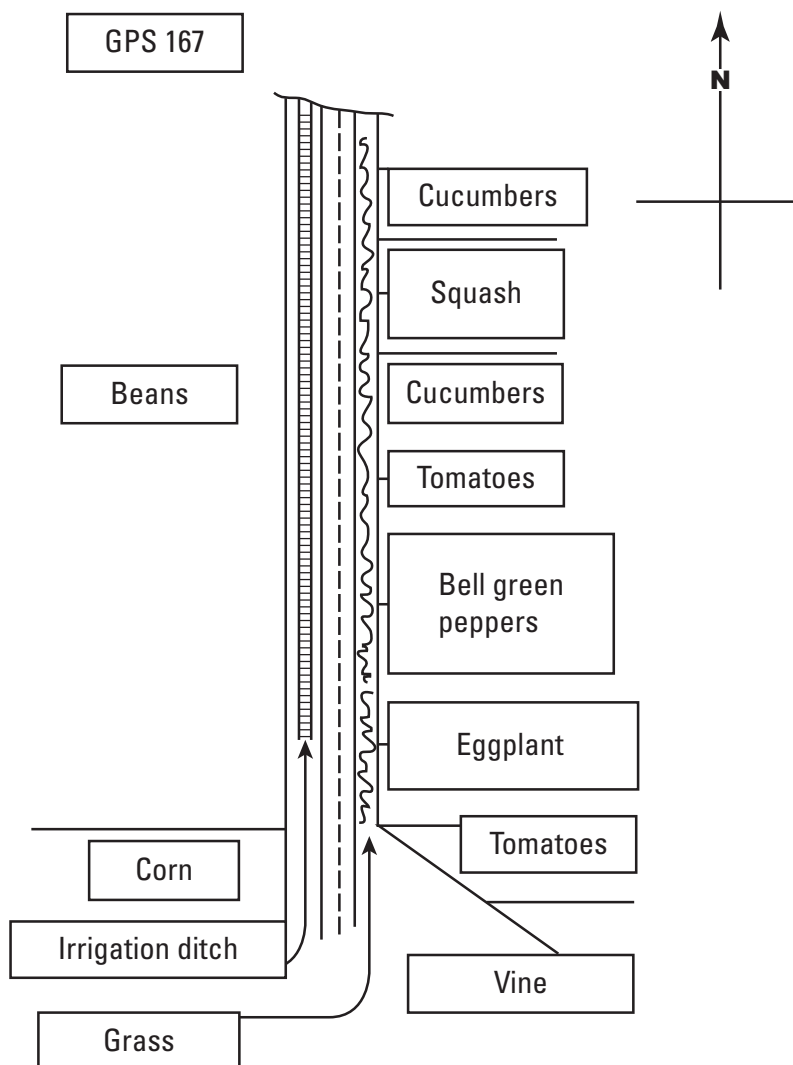 GPS 167
N
Cucumbers
Squash
Beans
Cucumbers
Tomatoes
Bell green
peppers
Eggplant
Tomatoes
Corn
Irrigation ditch
Vine
Grass